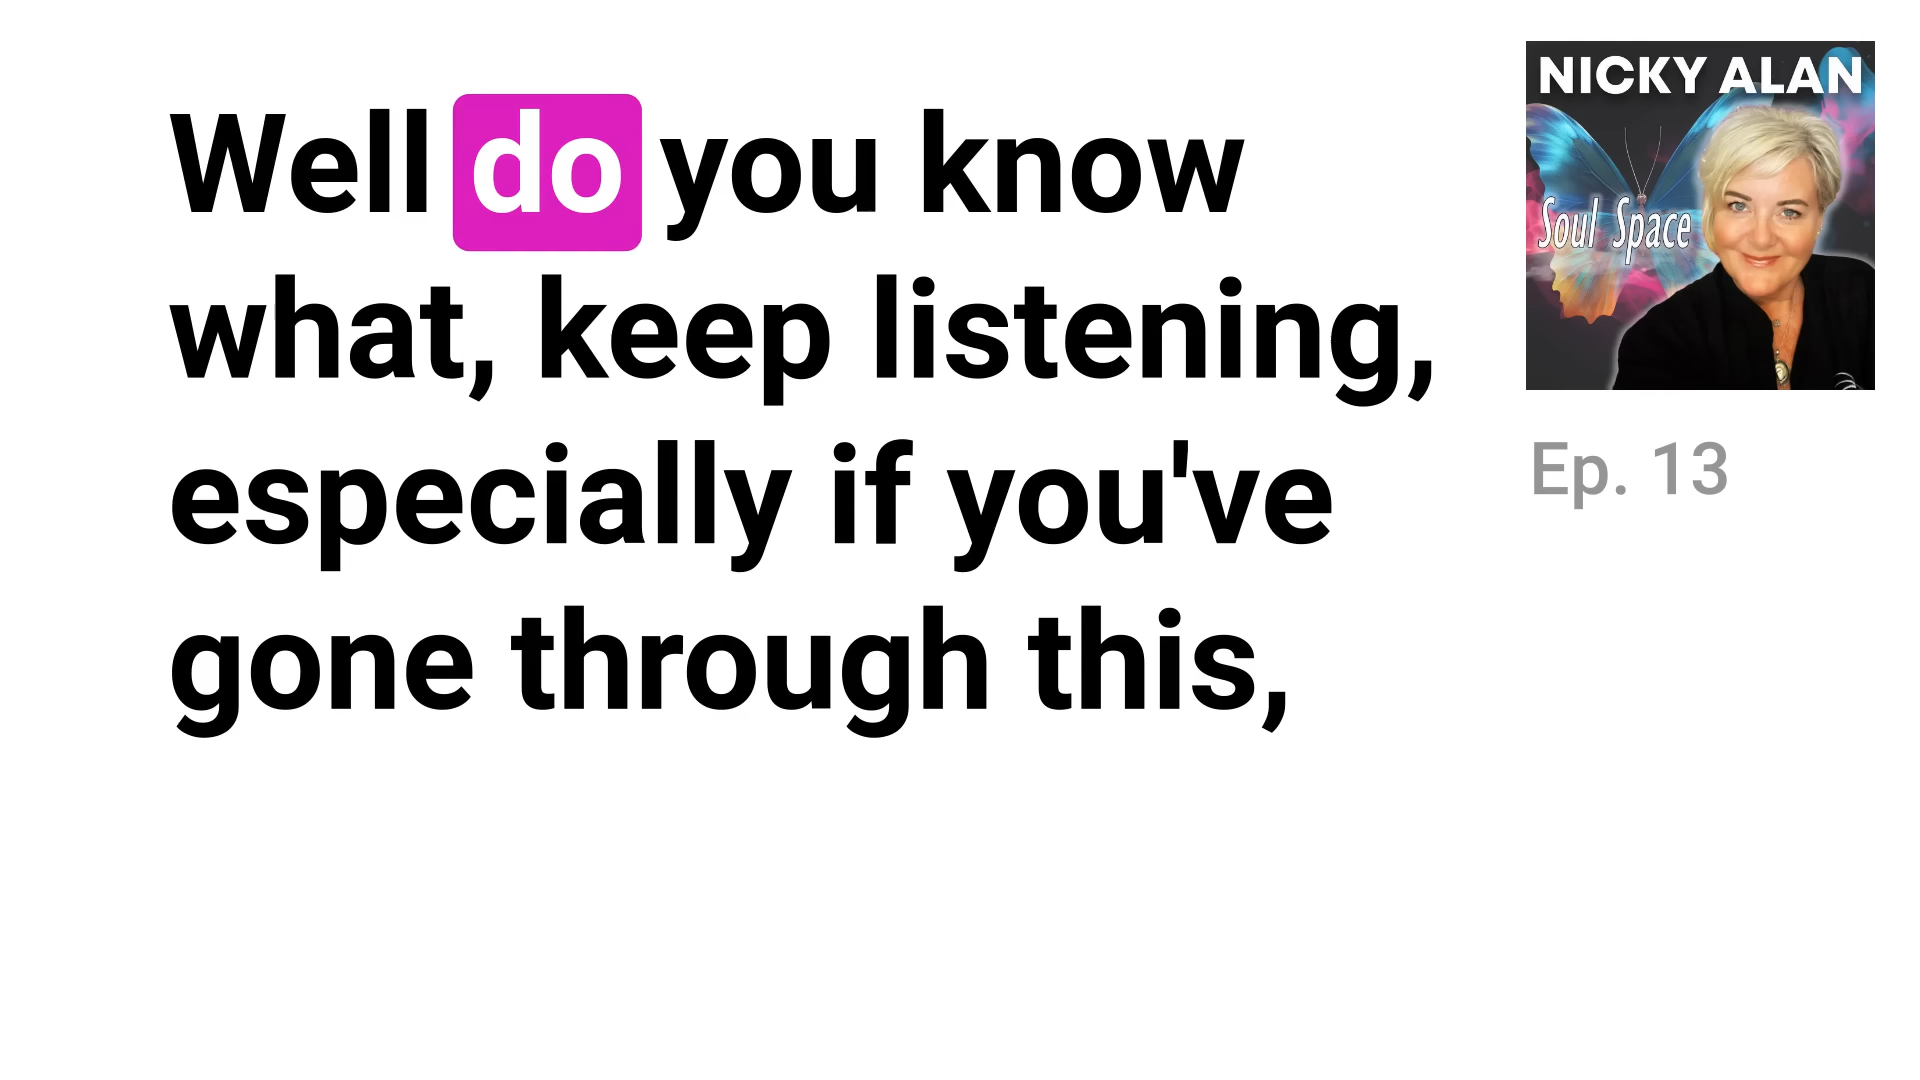 Well do you know
what, keep listening,
especially if you've
gone through this,
NICKY ALAN
Soul Space
Ep. 13